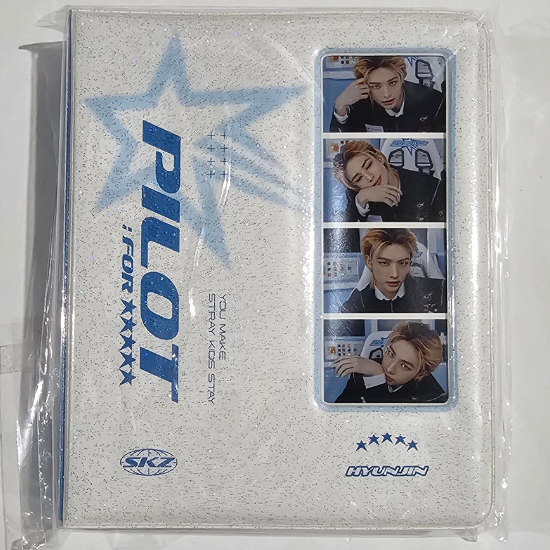 PILOT
: FOR ★★★★★
YOU MAKE
STRAY KIDS STAY
SKZ
HYUNJIN